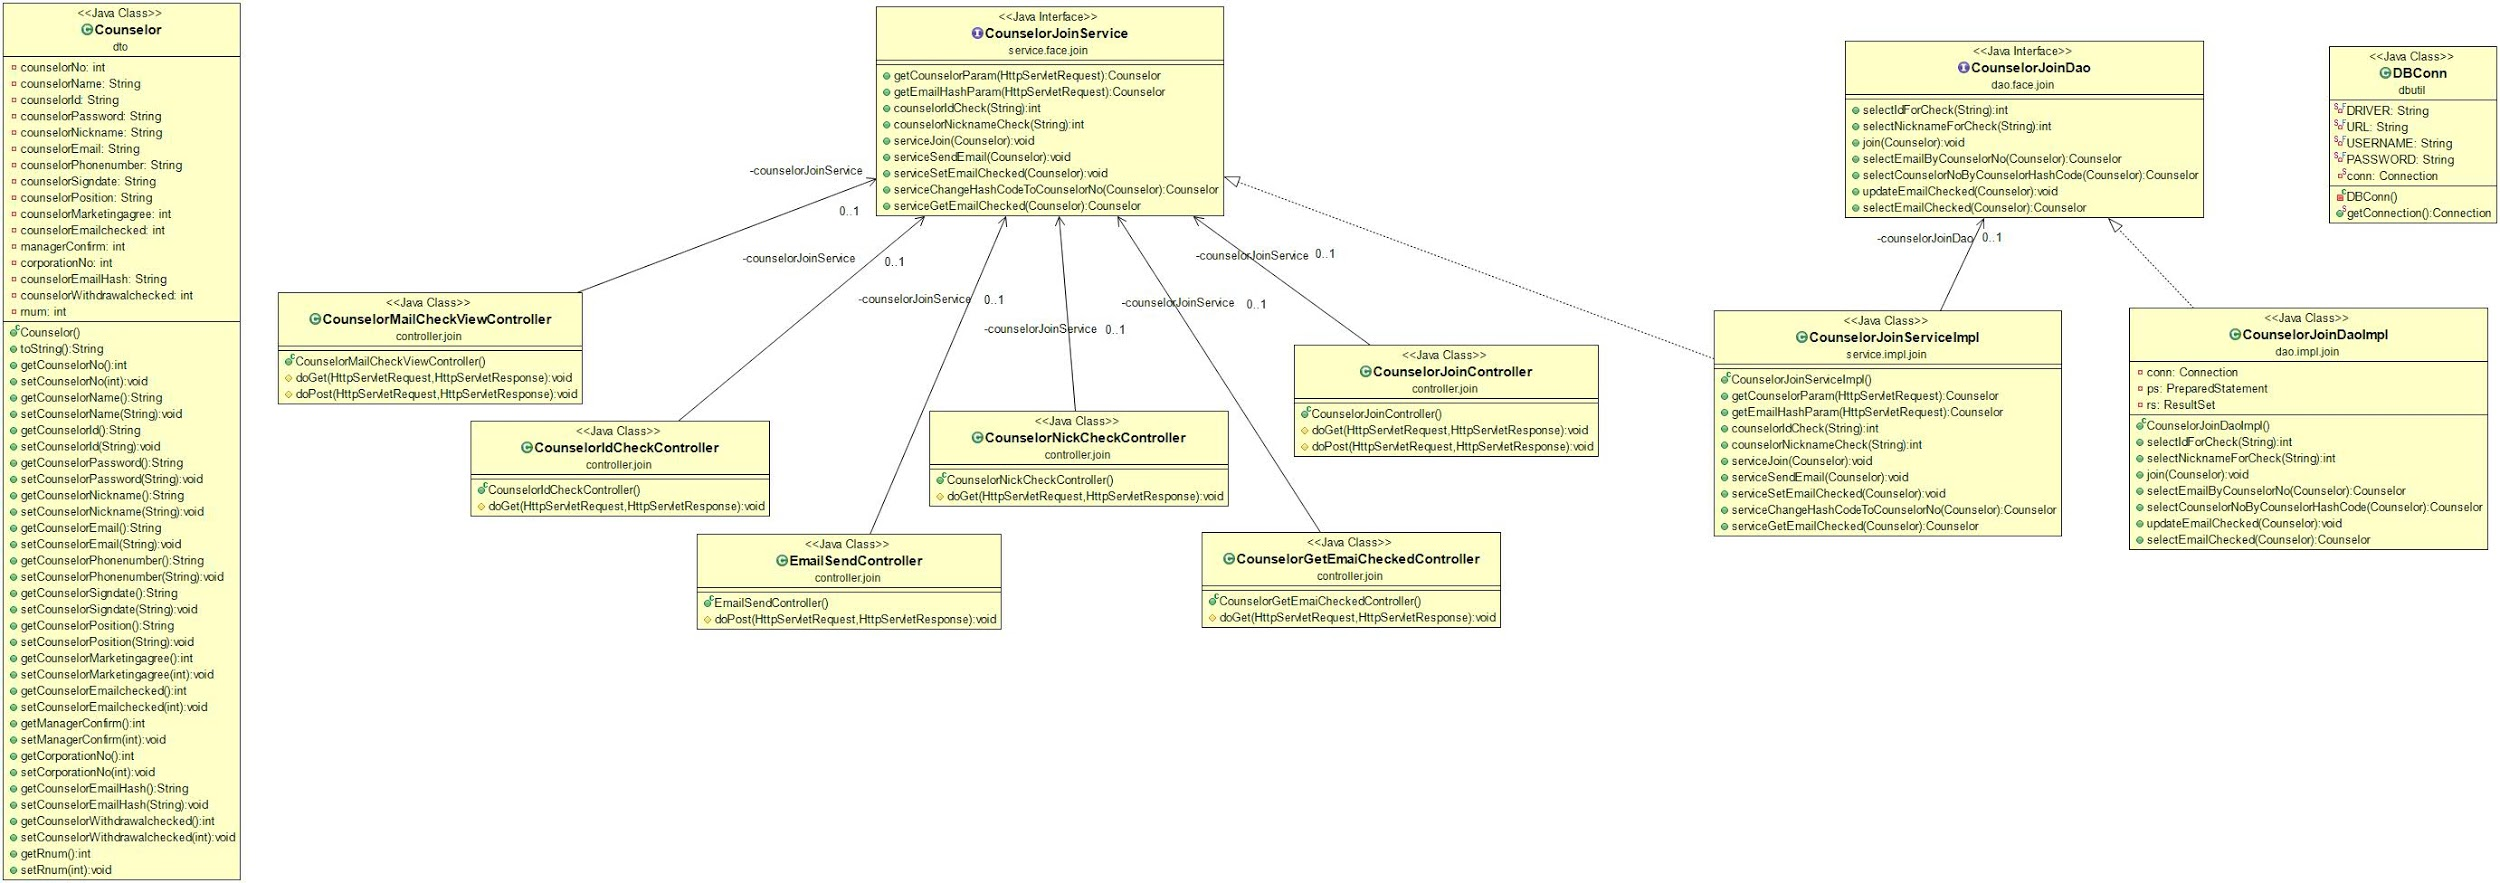 <<Java Class>>
Counselor
dto
counselorNo: int
counselorName: String
counselorId: String
counselorPassword: String
counselorNickname: String
counselorEmail: String
counselorPhonenumber: String
counselorSigndate: String
counselorPosition: String
counselorMarketingagree: int
counselorEmailchecked: int
managerConfirm: int
corporationNo: int
counselorEmailHash: String
counselorWithdrawalchecked: int
rnum: int
Counselor()
toString():String
getCounselorNo():int
setCounselorNo(int):void
getCounselorName():String
setCounselorName(String):void
getCounselorId():String
setCounselorId(String):void
getCounselorPassword():String
setCounselorPassword(String):void
getCounselorNickname():String
setCounselorNickname(String):void
getCounselorEmail():String
setCounselorEmail(String):void
getCounselorPhonenumber():String
setCounselorPhonenumber(String):void
getCounselorSigndate():String
setCounselorSigndate(String):void
getCounselorPosition():String
setCounselorPosition(String):void
getCounselorMarketingagree():int
setCounselorMarketingagree(int):void
getCounselorEmailchecked():int
setCounselorEmailchecked(int):void
getManagerConfirm():int
setManagerConfirm(int):void
getCorporationNo():int
setCorporationNo(int):void
getCounselorEmailHash():String
setCounselorEmailHash(String):void
getCounselorWithdrawalchecked():int
setCounselorWithdrawalchecked(int):void
getRnum():int
setRnum(int):void
<<Java Interface>>
CounselorJoinService
service.face.join
getCounselorParam(HttpServletRequest):Counselor
getEmailHashParam(HttpServletRequest):Counselor
counselorIdCheck(String):int
counselorNicknameCheck(String):int
serviceJoin(Counselor):void
serviceSendEmail(Counselor):void
serviceSetEmailChecked(Counselor):void
serviceChangeHashCodeToCounselorNo(Counselor):Counselor
serviceGetEmailChecked(Counselor):Counselor
-counselorJoinService
0..1
-counselorJoinService
0..1
-counselorJoinService
0..1
-counselorJoinService
0..1
-counselorJoinService
0..1
-counselorJoinService
0..1
<<Java Class>>
CounselorMailCheckViewController
controller.join
CounselorMailCheckViewController()
doGet(HttpServletRequest,HttpServletResponse):void
doPost(HttpServletRequest,HttpServletResponse):void
<<Java Class>>
CounselorIdCheckController
controller.join
CounselorIdCheckController()
doGet(HttpServletRequest,HttpServletResponse):void
<<Java Class>>
EmailSendController
controller.join
EmailSendController()
doPost(HttpServletRequest,HttpServletResponse):void
<<Java Class>>
CounselorNickCheckController
controller.join
CounselorNickCheckController()
doGet(HttpServletRequest,HttpServletResponse):void
<<Java Class>>
CounselorGetEmaiCheckedController
controller.join
CounselorGetEmaiCheckedController()
doGet(HttpServletRequest,HttpServletResponse):void
<<Java Class>>
CounselorJoinController
controller.join
CounselorJoinController()
doGet(HttpServletRequest,HttpServletResponse):void
doPost(HttpServletRequest,HttpServletResponse):void
<<Java Interface>>
CounselorJoinDao
dao.face.join
selectIdForCheck(String):int
selectNicknameForCheck(String):int
join(Counselor):void
selectEmailByCounselorNo(Counselor):Counselor
selectCounselorNoByCounselorHashCode(Counselor):Counselor
updateEmailChecked(Counselor):void
selectEmailChecked(Counselor):Counselor
-counselorJoinDao
0..1
<<Java Class>>
CounselorJoinServiceImpl
service.impl.join
CounselorJoinServiceImpl()
getCounselorParam(HttpServletRequest):Counselor
getEmailHashParam(HttpServletRequest):Counselor
counselorIdCheck(String):int
counselorNicknameCheck(String):int
serviceJoin(Counselor):void
serviceSendEmail(Counselor):void
serviceSetEmailChecked(Counselor):void
serviceChangeHashCodeToCounselorNo(Counselor):Counselor
serviceGetEmailChecked(Counselor):Counselor
<<Java Class>>
CounselorJoinDaoImpl
dao.impl.join
conn: Connection
ps: PreparedStatement
rs: ResultSet
CounselorJoinDaoImpl()
selectIdForCheck(String):int
selectNicknameForCheck(String):int
join(Counselor):void
selectEmailByCounselorNo(Counselor):Counselor
selectCounselorNoByCounselorHashCode(Counselor):Counselor
updateEmailChecked(Counselor):void
selectEmailChecked(Counselor):Counselor
<<Java Class>>
DBConn
dbutil
DRIVER: String
URL: String
USERNAME: String
PASSWORD: String
conn: Connection
DBConn()
getConnection():Connection